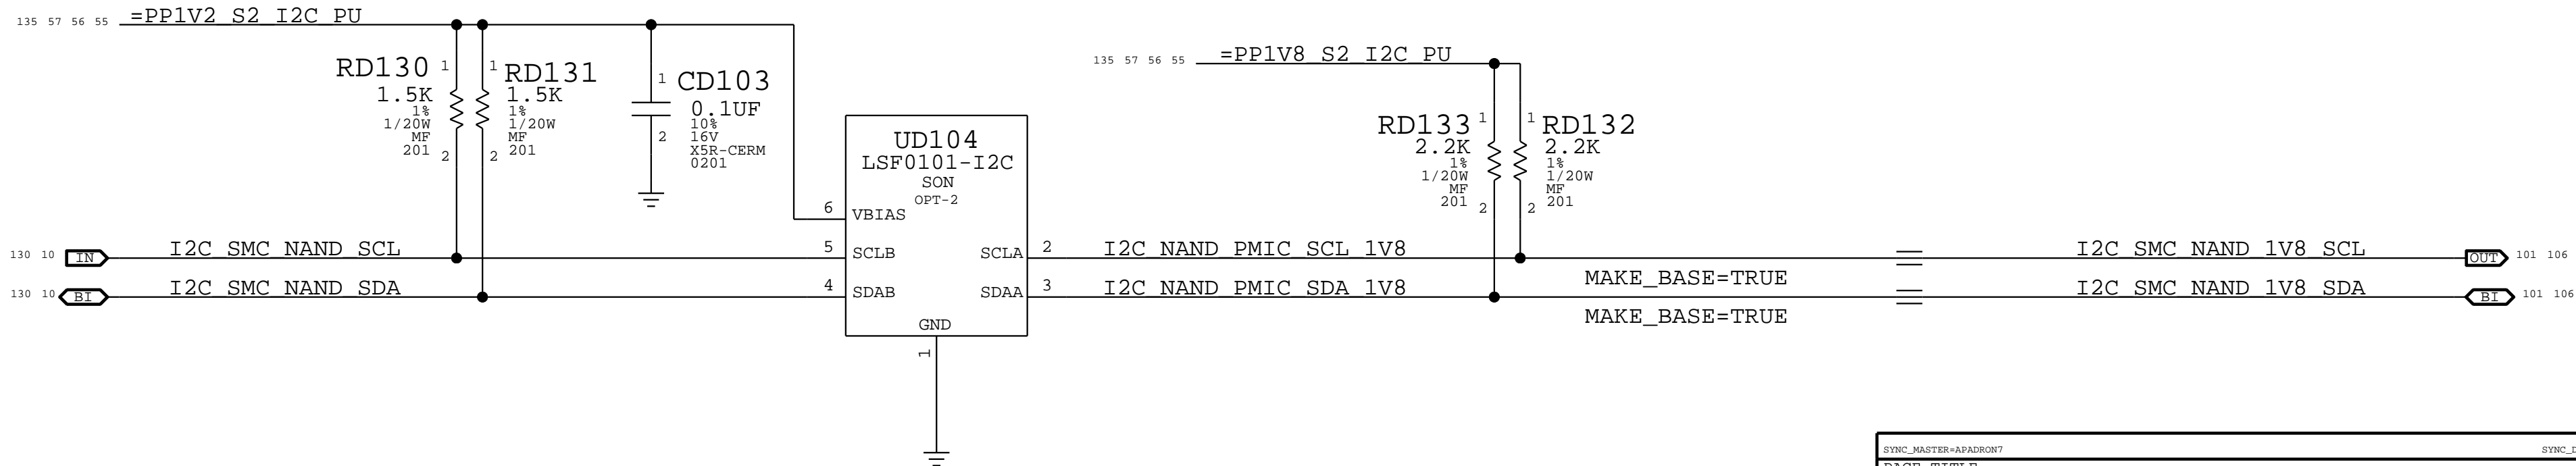 135 57 56 55 =PP1V2_S2_I2C_PU
135 57 56 55 =PP1V8_S2_I2C_PU
RD130
1.5K
1%
1/20W
MF
201
1
2
1
2
RD131
1.5K
1%
1/20W
MF
201
1
2
CD103
0.1UF
10%
16V
X5R-CERM
0201
UD104
LSF0101-I2C
SON
OPT-2
RD133
2.2K
1%
1/20W
MF
201
1
2
1
2
RD132
2.2K
1%
1/20W
MF
201
6 VBIAS
130 10 IN I2C_SMC_NAND_SCL 5 SCLB SCLA 2 I2C_NAND_PMIC_SCL_1V8 I2C_SMC_NAND_1V8_SCL OUT 101 106
MAKE_BASE=TRUE
130 10 BI I2C_SMC_NAND_SDA 4 SDAB SDAA 3 I2C_NAND_PMIC_SDA_1V8 I2C_SMC_NAND_1V8_SDA BI 101 106
MAKE_BASE=TRUE
GND
1
SYNC_MASTER=APADRON7